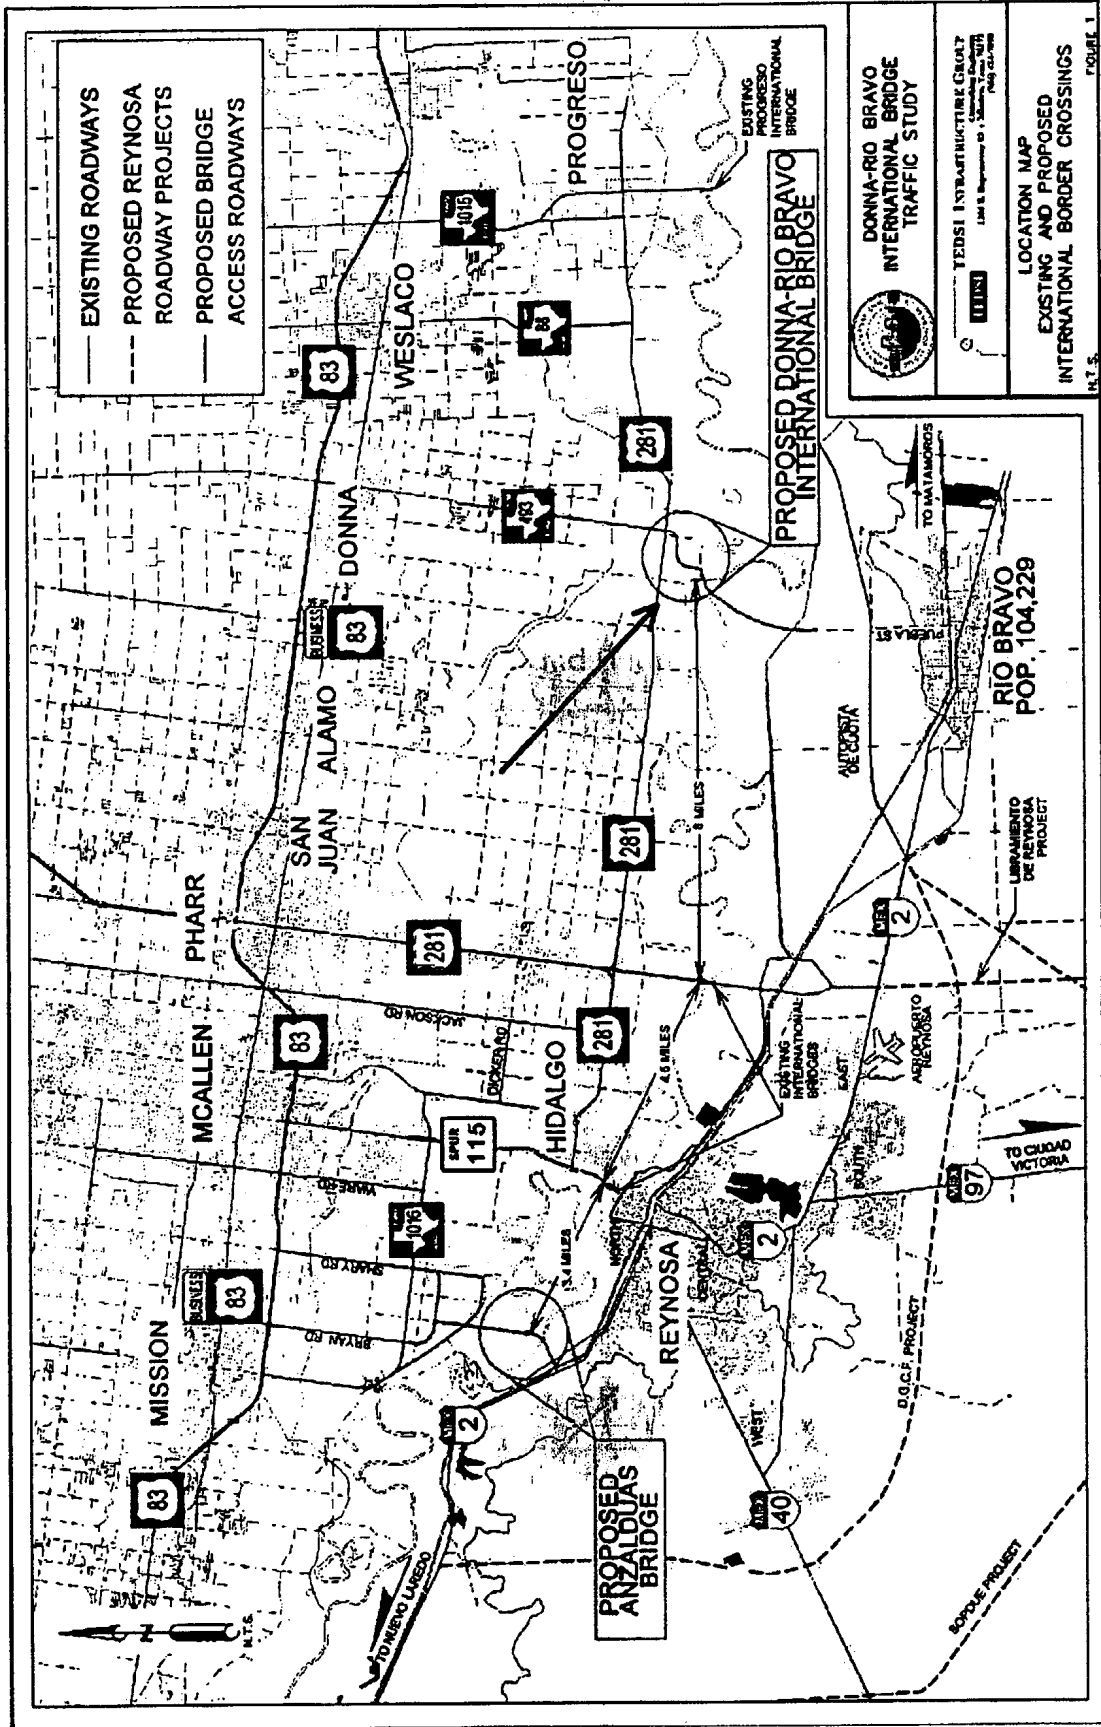 EXISTING ROADWAYS
PROPOSED REYNOSA
ROADWAY PROJECTS
PROPOSED BRIDGE
ACCESS ROADWAYS
83
MISSION
BUSINESS
83
MCALLEN
83
PHARR
SAN
JUAN
ALAMO
BUSINESS
83
DONNA
83
WESLACO
PROGRESO
1015
88
493
281
281
281
281
JACKSON RD
DICKER RD
HIDALGO
SPUR
115
WARE RD
1016
SHARY RD
BRYAN RD
N
N.T.S.
TO NUEVO LAREDO
2
3.4 MILES
4.5 MILES
8 MILES
EXISTING
PROGRESO
INTERNATIONAL
BRIDGE
PROPOSED DONNA-RIO BRAVO
INTERNATIONAL BRIDGE
PROPOSED
ANZALDUAS
BRIDGE
EXISTING
INTERNATIONAL
BRIDGES
REYNOSA
NORTH
CENTRAL
WEST
SOUTH
EAST
2
40
97
2
AEROPUERTO
REYNOSA
TO CIUDAD
VICTORIA
D.G.C.F. PROJECT
LIBRAMIENTO
DE REYNOSA
PROJECT
AUTOPISTA
DE CUOTA
PUEBLA ST
TO MATAMOROS
RIO BRAVO
POP. 104,229
DONNA-RIO BRAVO
INTERNATIONAL BRIDGE
TRAFFIC STUDY
TEDSI INFRASTRUCTURE GROUP
LOCATION MAP
EXISTING AND PROPOSED
INTERNATIONAL BORDER CROSSINGS
N.T.S.
FIGURE 1